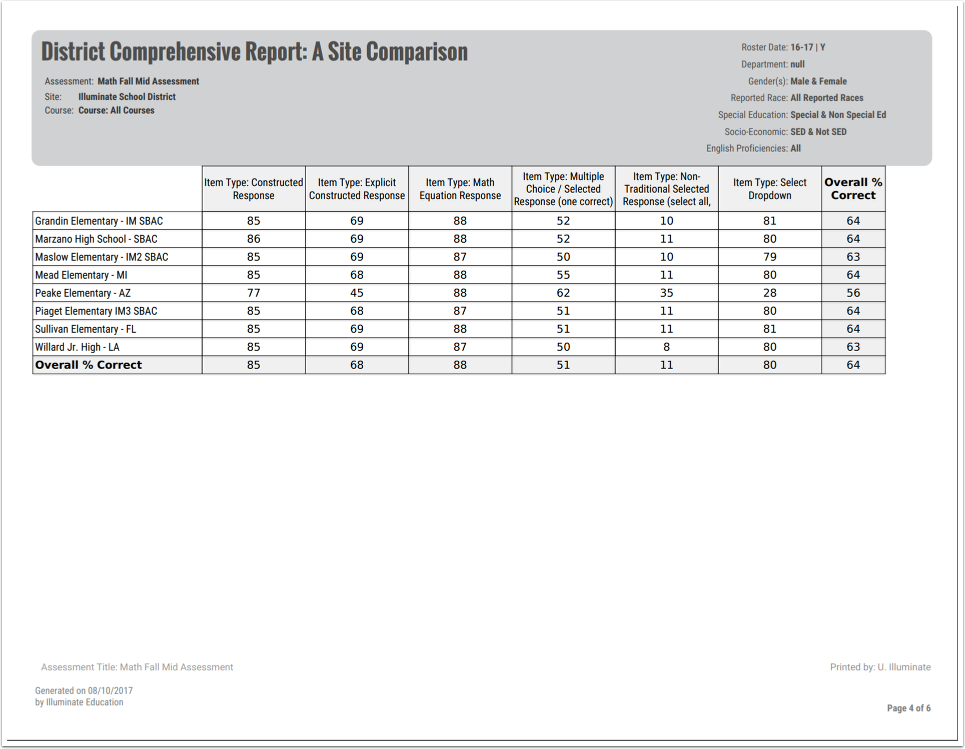 District Comprehensive Report: A Site Comparison
Assessment: Math Fall Mid Assessment
Site: Illuminate School District
Course: Course: All Courses
Roster Date: 16-17 | Y
Department: null
Gender(s): Male & Female
Reported Race: All Reported Races
Special Education: Special & Non Special Ed
Socio-Economic: SED & Not SED
English Proficiencies: All
Item Type: Constructed Response
Item Type: Explicit Constructed Response
Item Type: Math Equation Response
Item Type: Multiple Choice / Selected Response (one correct)
Item Type: Non-Traditional Selected Response (select all,
Item Type: Select Dropdown
Overall % Correct
Grandin Elementary - IM SBAC 85 69 88 52 10 81 64
Marzano High School - SBAC 86 69 88 52 11 80 64
Maslow Elementary - IM2 SBAC 85 69 87 50 10 79 63
Mead Elementary - MI 85 68 88 55 11 80 64
Peake Elementary - AZ 77 45 88 62 35 28 56
Piaget Elementary IM3 SBAC 85 68 87 51 11 80 64
Sullivan Elementary - FL 85 69 88 51 11 81 64
Willard Jr. High - LA 85 69 87 50 8 80 63
Overall % Correct 85 68 88 51 11 80 64
Assessment Title: Math Fall Mid Assessment
Printed by: U. Illuminate
Generated on 08/10/2017
by Illuminate Education
Page 4 of 6